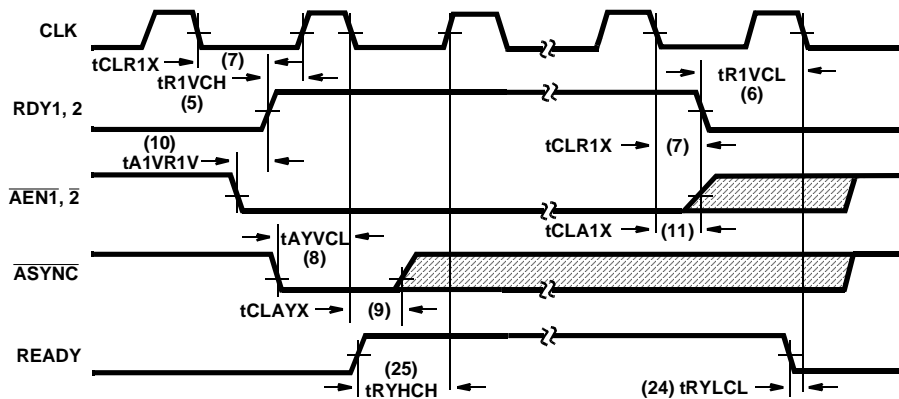 CLK
tCLR1X
(7)
tR1VCH
(5)
tR1VCL
(6)
RDY1, 2
(10)
tA1VR1V
tCLR1X
(7)
AEN1, 2
tCLA1X
(11)
tAYVCL
(8)
ASYNC
tCLAYX
(9)
READY
(25)
tRYHCH
(24) tRYLCL